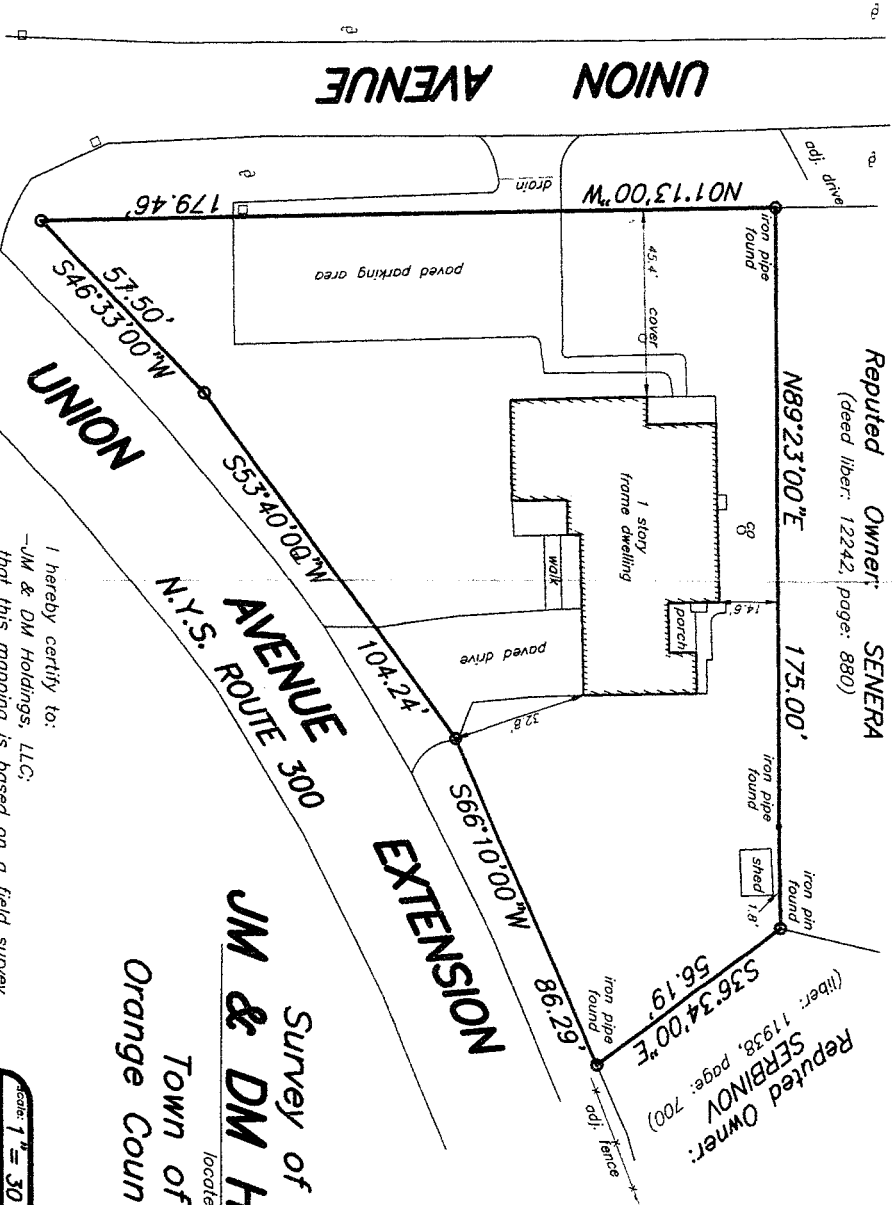 UNION AVENUE
adj. drive
Reputed Owner: SENERA
(deed liber: 12242, page: 880)
iron pipe
found
N89°23'00"E 175.00'
iron pipe
found
iron pin
found
shed
1.8'
N01°13'00"W 179.46'
drain
paved parking area
45.4'
cover
1 story
frame dwelling
co
14.6'
porch
walk
paved drive
32.8'
S36°34'00"E
56.19'
Reputed Owner:
SERBINOV
(liber: 11938, page: 700)
iron pipe
found
adj. fence
57.50'
S46°33'00"W
S53°40'00"W 104.24'
S66°10'00"W 86.29'
UNION AVENUE EXTENSION
N.Y.S. ROUTE 300
I hereby certify to:
-JM & DM Holdings, LLC;
that this mapping is based on a field survey
Survey of
JM & DM H
locate
Town of
Orange Coun
scale: 1" = 30